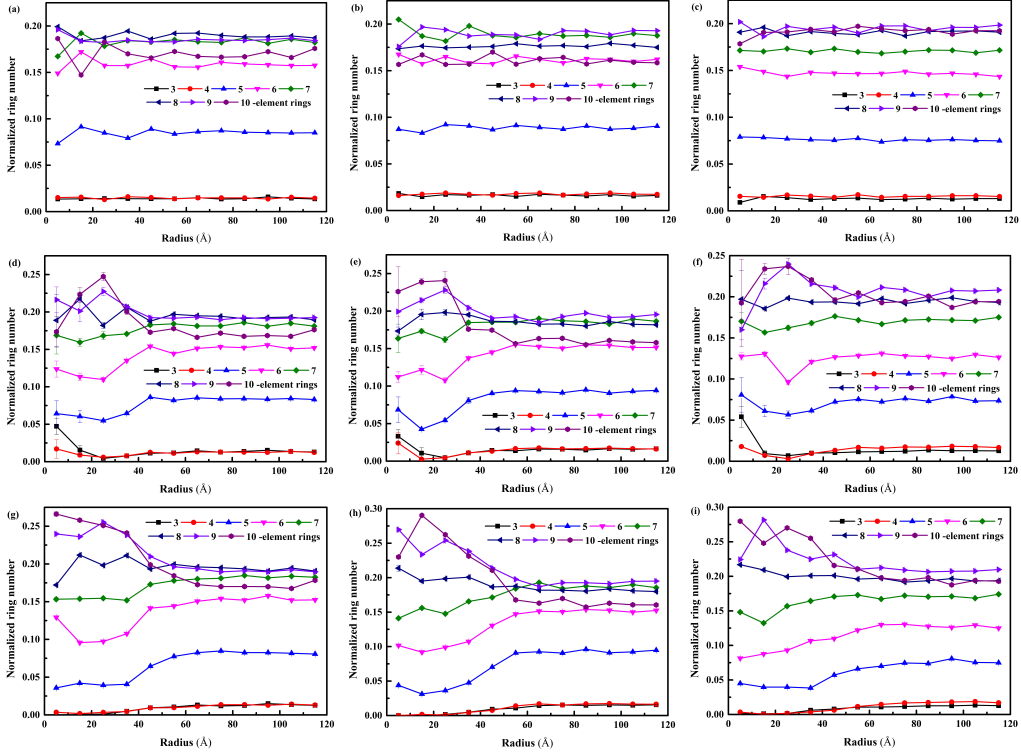 (a)
Normalized ring number
0.20
0.15
0.10
0.05
0.00
3 4 5 6 7
8 9 10 -element rings
0 20 40 60 80 100 120
Radius (Å)
(b)
Normalized ring number
0.20
0.15
0.10
0.05
0.00
3 4 5 6 7
8 9 10 -element rings
0 20 40 60 80 100 120
Radius (Å)
(c)
Normalized ring number
0.20
0.15
0.10
0.05
0.00
3 4 5 6 7
8 9 10 -element rings
0 20 40 60 80 100 120
Radius (Å)
(d)
Normalized ring number
0.25
0.20
0.15
0.10
0.05
0.00
3 4 5 6 7
8 9 10 -element rings
0 20 40 60 80 100 120
Radius (Å)
(e)
Normalized ring number
0.25
0.20
0.15
0.10
0.05
0.00
3 4 5 6 7
8 9 10 -element rings
0 20 40 60 80 100 120
Radius (Å)
(f)
Normalized ring number
0.25
0.20
0.15
0.10
0.05
0.00
3 4 5 6 7
8 9 10 -element rings
0 20 40 60 80 100 120
Radius (Å)
(g)
Normalized ring number
0.25
0.20
0.15
0.10
0.05
0.00
3 4 5 6 7
8 9 10 -element rings
0 20 40 60 80 100 120
Radius (Å)
(h)
Normalized ring number
0.30
0.25
0.20
0.15
0.10
0.05
0.00
3 4 5 6 7
8 9 10 -element rings
0 20 40 60 80 100 120
Radius (Å)
(i)
Normalized ring number
0.30
0.25
0.20
0.15
0.10
0.05
0.00
3 4 5 6 7
8 9 10 -element rings
0 20 40 60 80 100 120
Radius (Å)